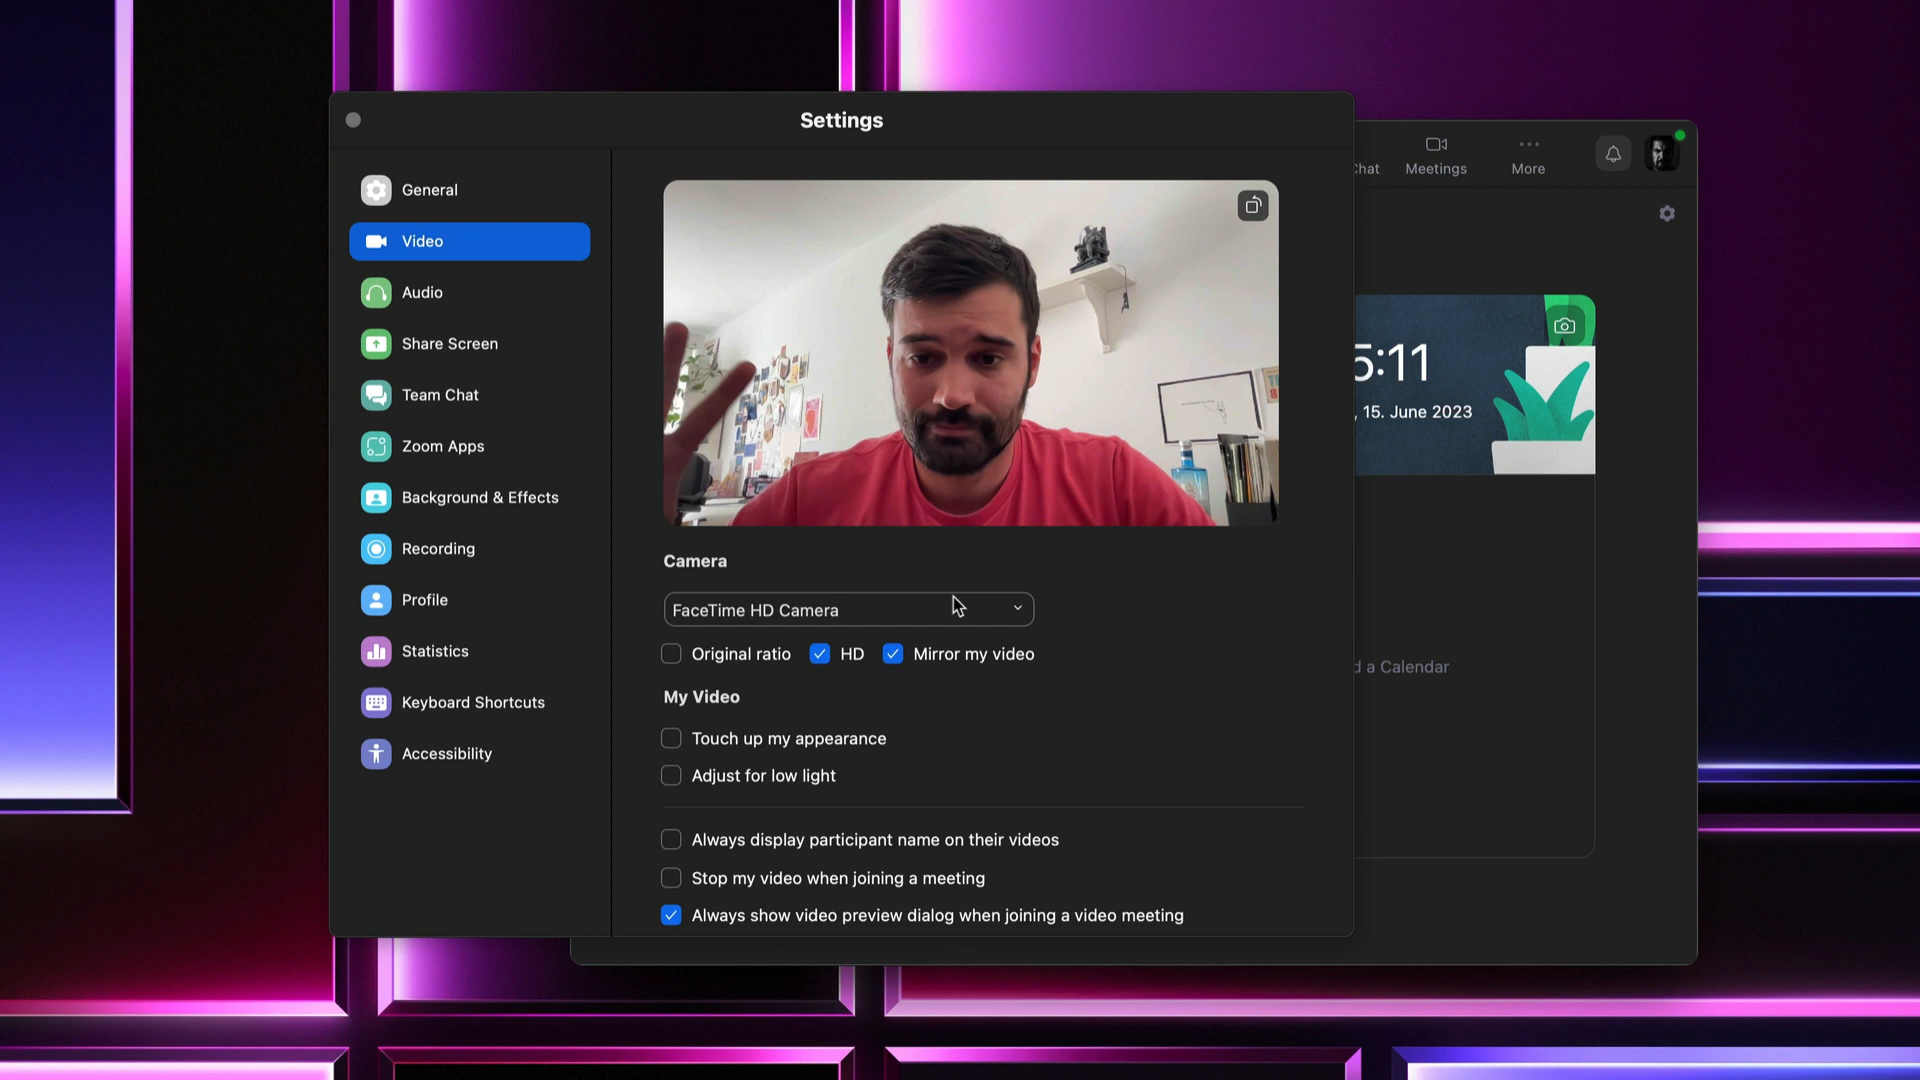 Settings
General
Video
Audio
Share Screen
Team Chat
Zoom Apps
Background & Effects
Recording
Profile
Statistics
Keyboard Shortcuts
Accessibility
Camera
FaceTime HD Camera
Original ratio HD Mirror my video
My Video
Touch up my appearance
Adjust for low light
Always display participant name on their videos
Stop my video when joining a meeting
Always show video preview dialog when joining a video meeting
hat Meetings More
5:11
, 15. June 2023
d a Calendar